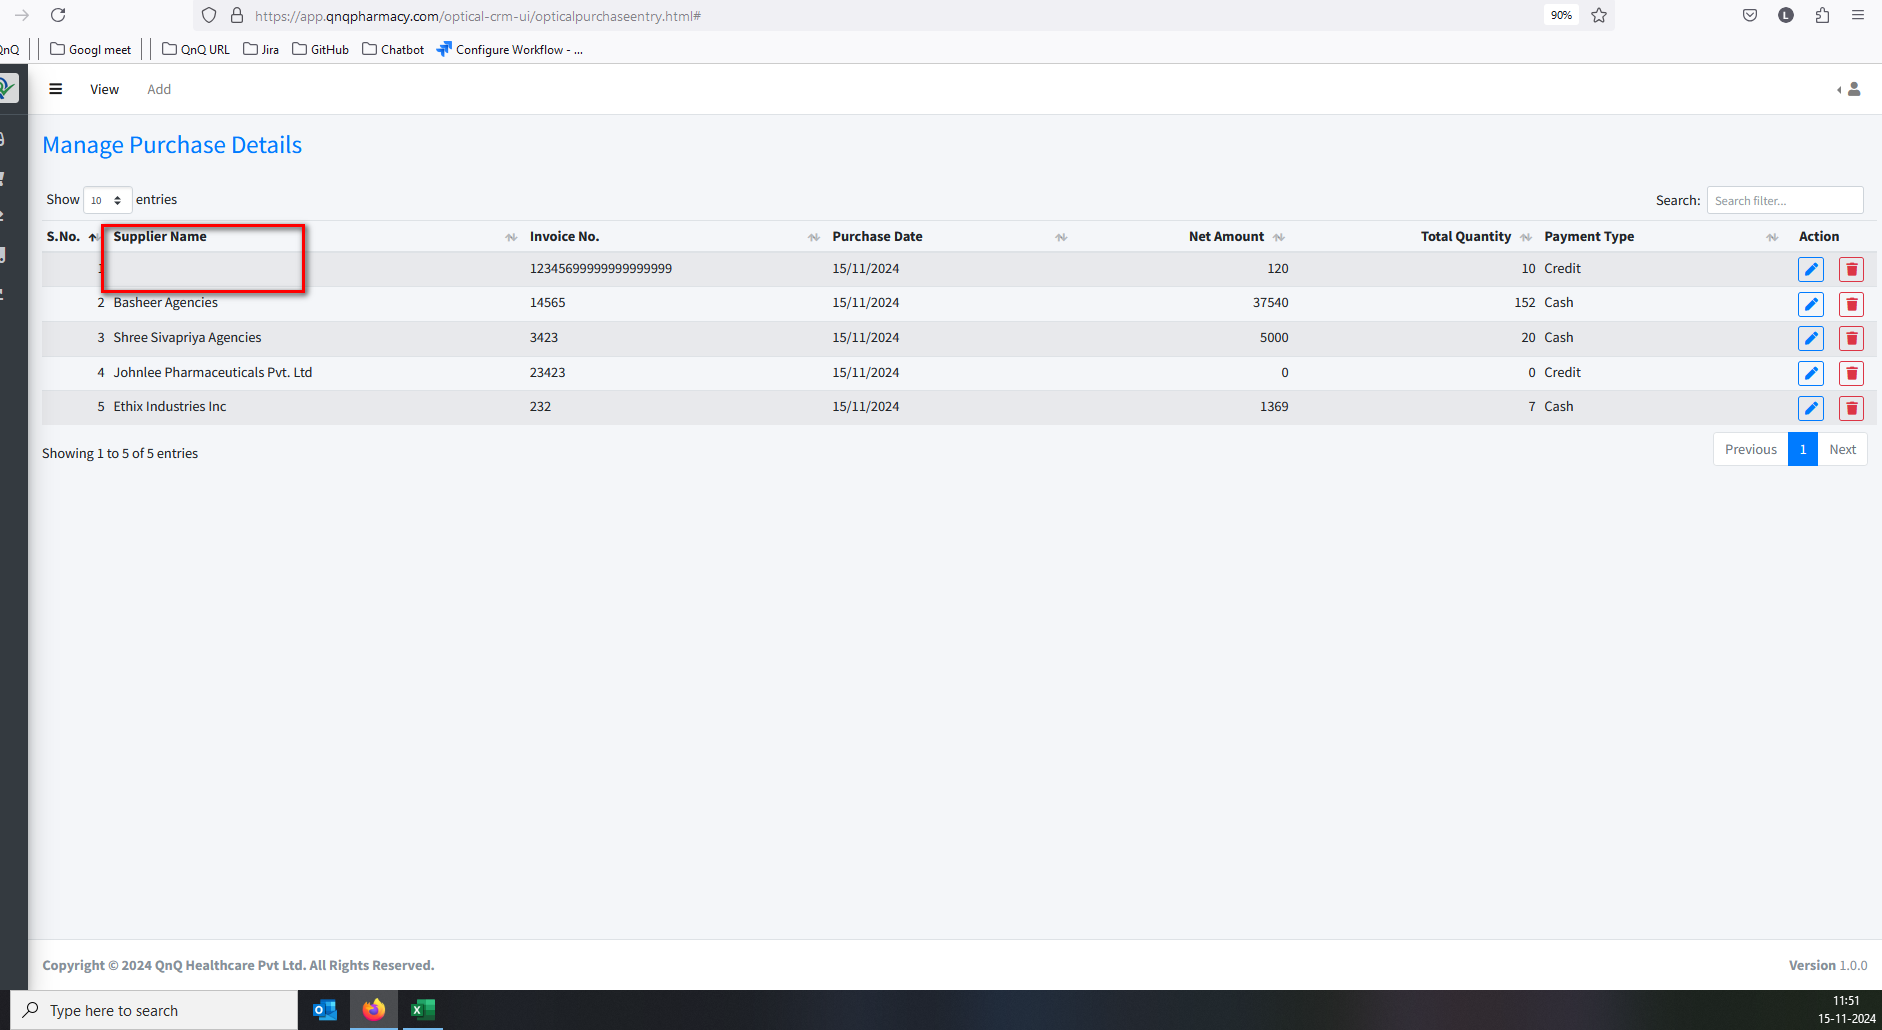 https://app.qnqpharmacy.com/optical-crm-ui/opticalpurchaseentry.html# 90% L
QnQ Googl meet QnQ URL Jira GitHub Chatbot Configure Workflow - ...
View Add
Manage Purchase Details
Show 10 entries Search: Search filter...
S.No. Supplier Name Invoice No. Purchase Date Net Amount Total Quantity Payment Type Action
1 12345699999999999999 15/11/2024 120 10 Credit
2 Basheer Agencies 14565 15/11/2024 37540 152 Cash
3 Shree Sivapriya Agencies 3423 15/11/2024 5000 20 Cash
4 Johnlee Pharmaceuticals Pvt. Ltd 23423 15/11/2024 0 0 Credit
5 Ethix Industries Inc 232 15/11/2024 1369 7 Cash
Showing 1 to 5 of 5 entries Previous 1 Next
Copyright © 2024 QnQ Healthcare Pvt Ltd. All Rights Reserved. Version 1.0.0
Type here to search 11:51
15-11-2024